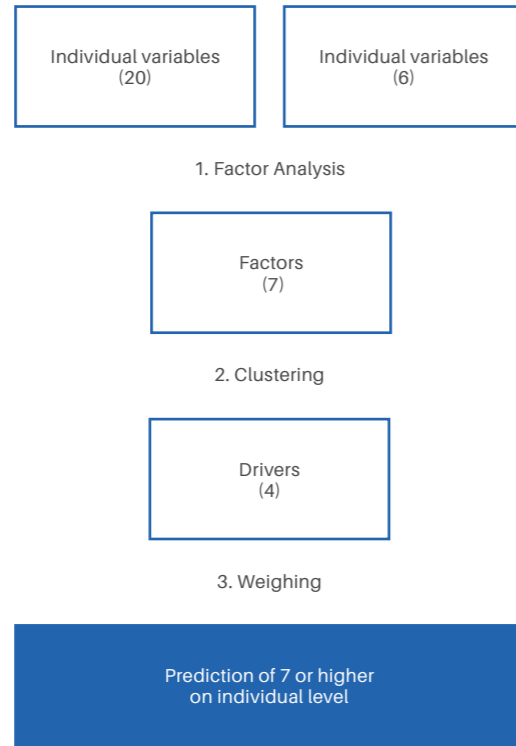 Individual variables
(20)
Individual variables
(6)
1. Factor Analysis
Factors
(7)
2. Clustering
Drivers
(4)
3. Weighing
Prediction of 7 or higher
on individual level